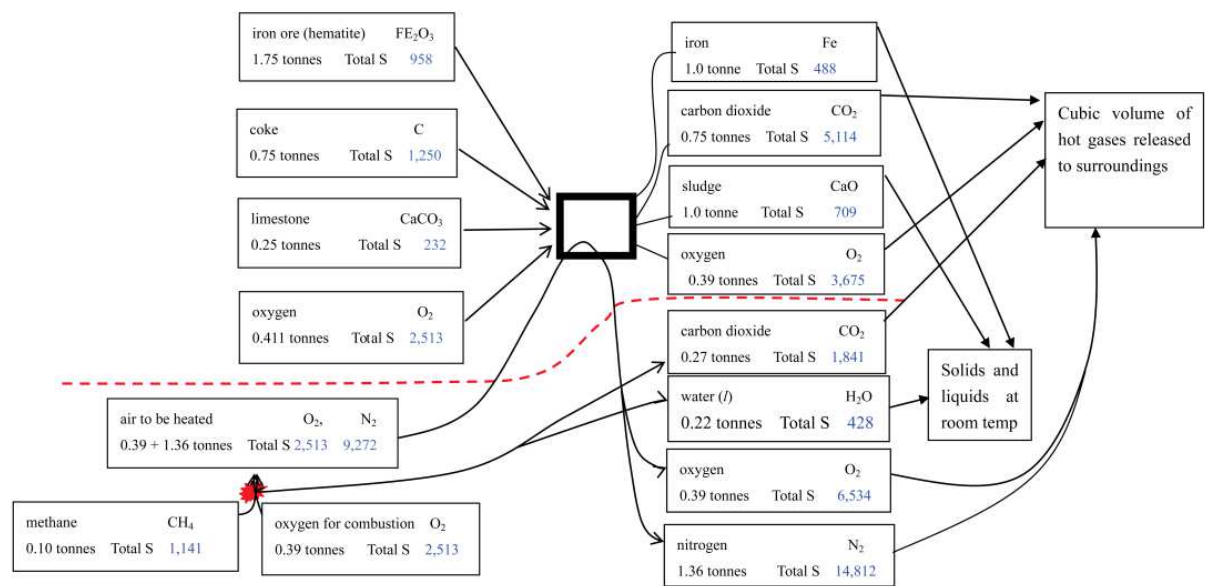 iron ore (hematite) FE₂O₃
1.75 tonnes Total S 958
coke C
0.75 tonnes Total S 1,250
limestone CaCO₃
0.25 tonnes Total S 232
oxygen O₂
0.411 tonnes Total S 2,513
air to be heated O₂, N₂
0.39 + 1.36 tonnes Total S 2,513 9,272
methane CH₄
0.10 tonnes Total S 1,141
oxygen for combustion O₂
0.39 tonnes Total S 2,513
iron Fe
1.0 tonne Total S 488
carbon dioxide CO₂
0.75 tonnes Total S 5,114
sludge CaO
1.0 tonne Total S 709
oxygen O₂
0.39 tonnes Total S 3,675
carbon dioxide CO₂
0.27 tonnes Total S 1,841
water (l) H₂O
0.22 tonnes Total S 428
oxygen O₂
0.39 tonnes Total S 6,534
nitrogen N₂
1.36 tonnes Total S 14,812
Cubic volume of
hot gases released
to surroundings
Solids and
liquids at
room temp